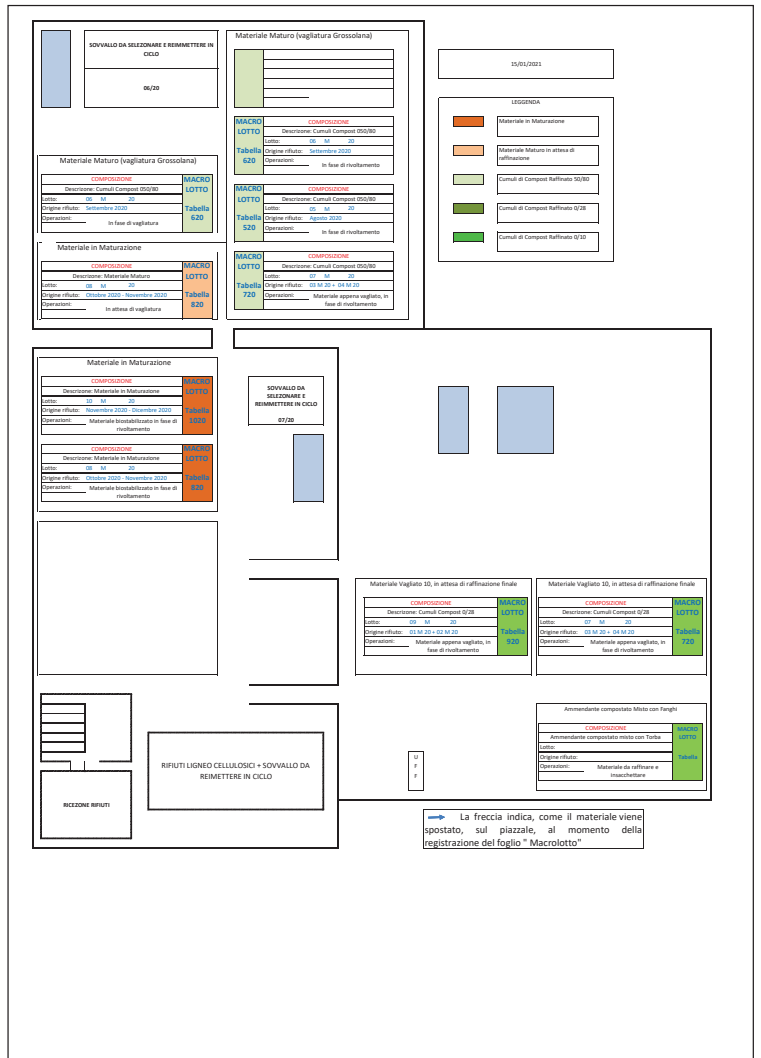 SOVVALLO DA SELEZONARE E REIMMETTERE IN
CICLO
06/20
Materiale Maturo (vagliatura Grossolana)
MACRO
LOTTO
Tabella
620
COMPOSIZIONE
Descrizone: Cumuli Compost 050/80
Lotto: 06 M 20
Origine rifiuto: Settembre 2020
Operazioni:
In fase di rivoltamento
MACRO
LOTTO
Tabella
520
COMPOSIZIONE
Descrizone: Cumuli Compost 050/80
Lotto: 05 M 20
Origine rifiuto: Agosto 2020
Operazioni:
In fase di rivoltamento
MACRO
LOTTO
Tabella
720
COMPOSIZIONE
Descrizone: Cumuli Compost 050/80
Lotto: 07 M 20
Origine rifiuto: 03 M 20 + 04 M 20
Operazioni: Materiale appena vagliato, in
fase di rivoltamento
15/01/2021
LEGGENDA
Materiale in Maturazione
Materiale Maturo in attesa di
raffinazione
Cumuli di Compost Raffinato 50/80
Cumuli di Compost Raffinato 0/28
Cumuli di Compost Raffinato 0/10
Materiale Maturo (vagliatura Grossolana)
COMPOSIZIONE
Descrizone: Cumuli Compost 050/80
Lotto: 06 M 20
Origine rifiuto: Settembre 2020
Operazioni:
In fase di vagliatura
MACRO
LOTTO
Tabella
620
Materiale in Maturazione
COMPOSIZIONE
Descrizone: Materiale Maturo
Lotto: 08 M 20
Origine rifiuto: Ottobre 2020 - Novembre 2020
Operazioni:
In attesa di vagliatura
MACRO
LOTTO
Tabella
820
Materiale in Maturazione
COMPOSIZIONE
Descrizone: Materiale in Maturazione
Lotto: 10 M 20
Origine rifiuto: Novembre 2020 - Dicembre 2020
Operazioni: Materiale biostabilizzato in fase di
rivoltamento
MACRO
LOTTO
Tabella
1020
COMPOSIZIONE
Descrizone: Materiale in Maturazione
Lotto: 08 M 20
Origine rifiuto: Ottobre 2020 - Novembre 2020
Operazioni: Materiale biostabilizzato in fase di
rivoltamento
MACRO
LOTTO
Tabella
820
SOVVALLO DA
SELEZONARE E
REIMMETTERE IN CICLO
07/20
Materiale Vagliato 10, in attesa di raffinazione finale
COMPOSIZIONE
Descrizone: Cumuli Compost 0/28
Lotto: 09 M 20
Origine rifiuto: 01 M 20 + 02 M 20
Operazioni: Materiale appena vagliato, in
fase di rivoltamento
MACRO
LOTTO
Tabella
920
Materiale Vagliato 10, in attesa di raffinazione finale
COMPOSIZIONE
Descrizone: Cumuli Compost 0/28
Lotto: 07 M 20
Origine rifiuto: 03 M 20 + 04 M 20
Operazioni: Materiale appena vagliato, in
fase di rivoltamento
MACRO
LOTTO
Tabella
720
Ammendante compostato Misto con Fanghi
COMPOSIZIONE
Ammendante compostato misto con Torba
Lotto:
Origine rifiuto:
Operazioni: Materiale da raffinare e
insacchettare
MACRO
LOTTO
Tabella
RICEZONE RIFIUTI
RIFIUTI LIGNEO CELLULOSICI + SOVVALLO DA
REIMETTERE IN CICLO
U
F
F
La freccia indica, come il materiale viene
spostato, sul piazzale, al momento della
registrazione del foglio " Macrolotto"